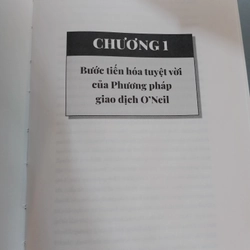 CHƯƠNG 1
Bước tiến hóa tuyệt vời
của Phương pháp
giao dịch O'Neil